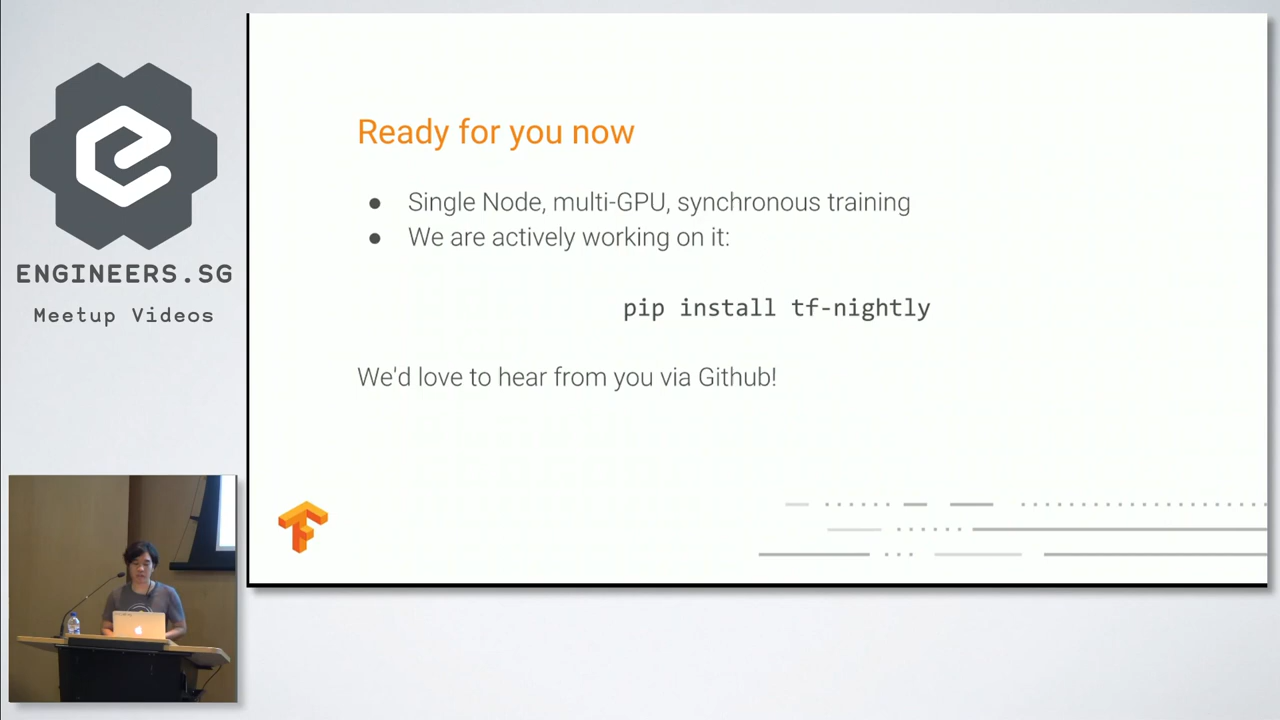 ENGINEERS.SG
Meetup Videos
Ready for you now
● Single Node, multi-GPU, synchronous training
● We are actively working on it:
pip install tf-nightly
We'd love to hear from you via Github!